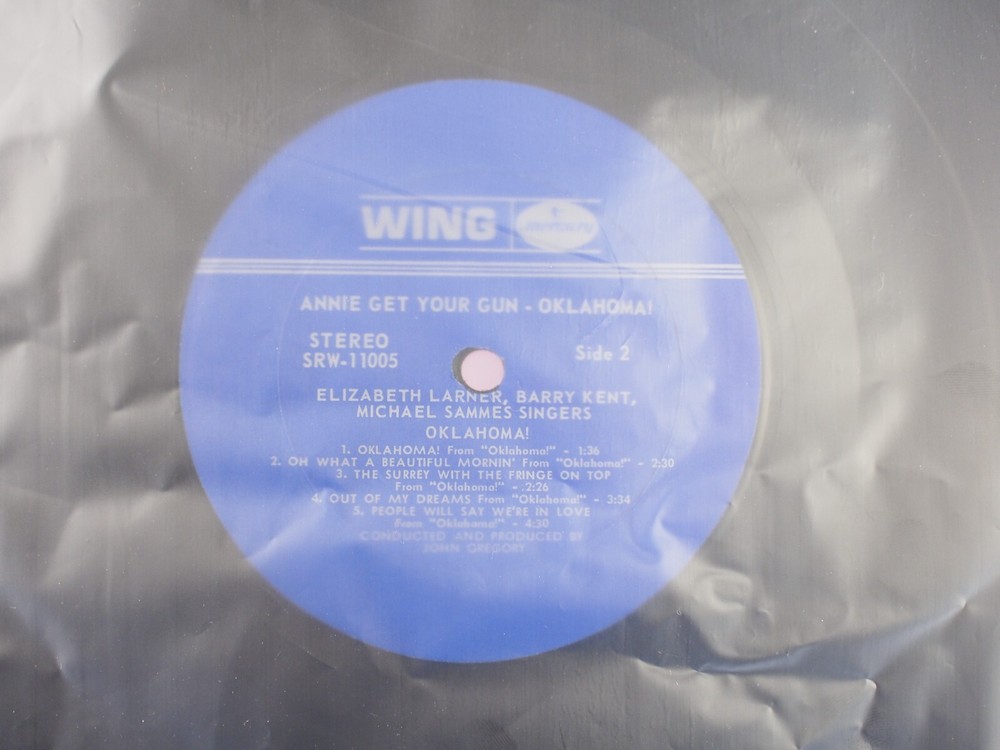 WING
ANNIE GET YOUR GUN - OKLAHOMA!
STEREO
SRW-11005
Side 2
ELIZABETH LARNER, BARRY KENT,
MICHAEL SAMMES SINGERS
OKLAHOMA!
1. OKLAHOMA! From "Oklahoma!" - 1:36
2. OH WHAT A BEAUTIFUL MORNIN' From "Oklahoma!" - 2:30
3. THE SURREY WITH THE FRINGE ON TOP
From "Oklahoma!" - 2:26
4. OUT OF MY DREAMS From "Oklahoma!" - 3:34
5. PEOPLE WILL SAY WE'RE IN LOVE
From "Oklahoma!" - 4:30
CONDUCTED AND PRODUCED BY
JOHN GREGORY